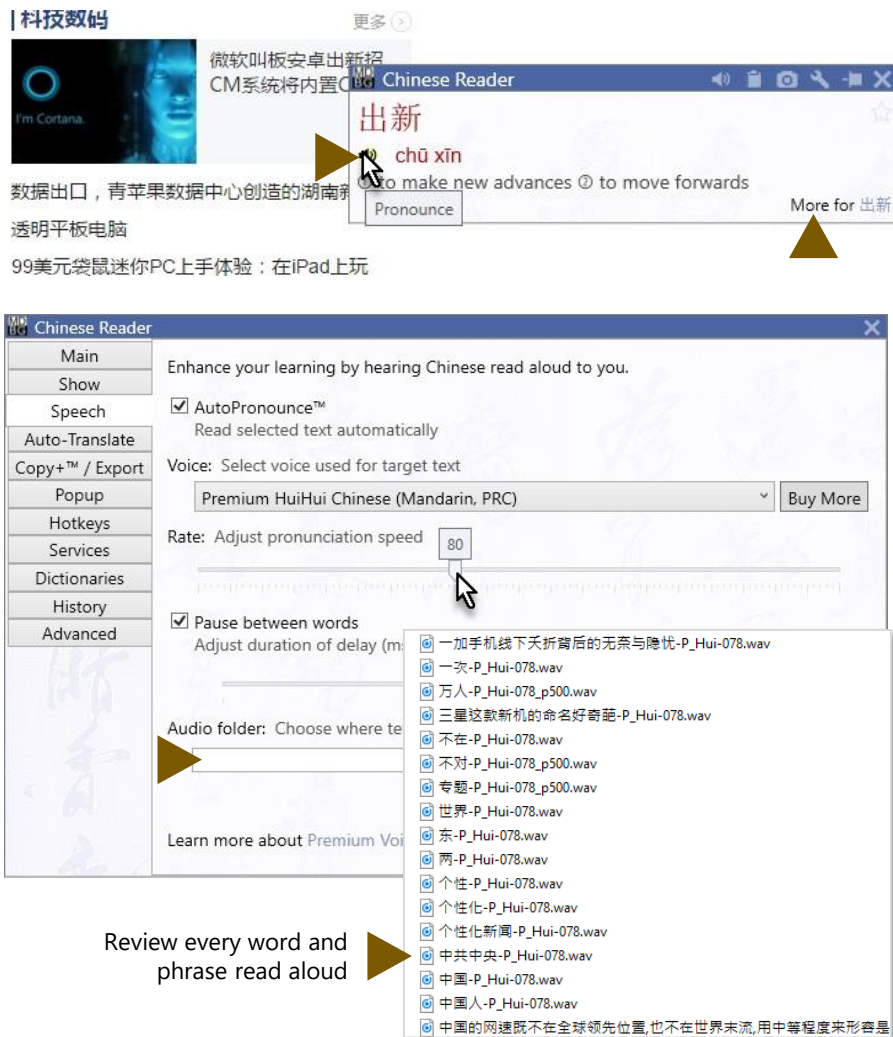 科技数码
更多
I'm Cortana.
微软叫板安卓出新招
CM系统将内置C
MDBG Chinese Reader
出新
chū xīn
① to make new advances ② to move forwards
Pronounce
More for 出新
数据出口，青苹果数据中心创造的湖南新
透明平板电脑
99美元袋鼠迷你PC上手体验：在iPad上玩
MDBG Chinese Reader
Main
Show
Speech
Auto-Translate
Copy+™ / Export
Popup
Hotkeys
Services
Dictionaries
History
Advanced
Enhance your learning by hearing Chinese read aloud to you.
AutoPronounce™
Read selected text automatically
Voice: Select voice used for target text
Premium HuiHui Chinese (Mandarin, PRC)
Buy More
Rate: Adjust pronunciation speed
80
Pause between words
Adjust duration of delay (ms
Audio folder: Choose where te
Learn more about Premium Voi
一加手机线下夭折背后的无奈与隐忧-P_Hui-078.wav
一次-P_Hui-078.wav
万人-P_Hui-078_p500.wav
三星这款新机的命名好奇葩-P_Hui-078.wav
不在-P_Hui-078.wav
不对-P_Hui-078_p500.wav
专题-P_Hui-078_p500.wav
世界-P_Hui-078.wav
东-P_Hui-078.wav
两-P_Hui-078.wav
个性-P_Hui-078.wav
个性化-P_Hui-078.wav
个性化新闻-P_Hui-078.wav
中共中央-P_Hui-078.wav
中国-P_Hui-078.wav
中国人-P_Hui-078.wav
中国的网速既不在全球领先位置,也不在世界末流,用中等程度来形容是
Review every word and
phrase read aloud